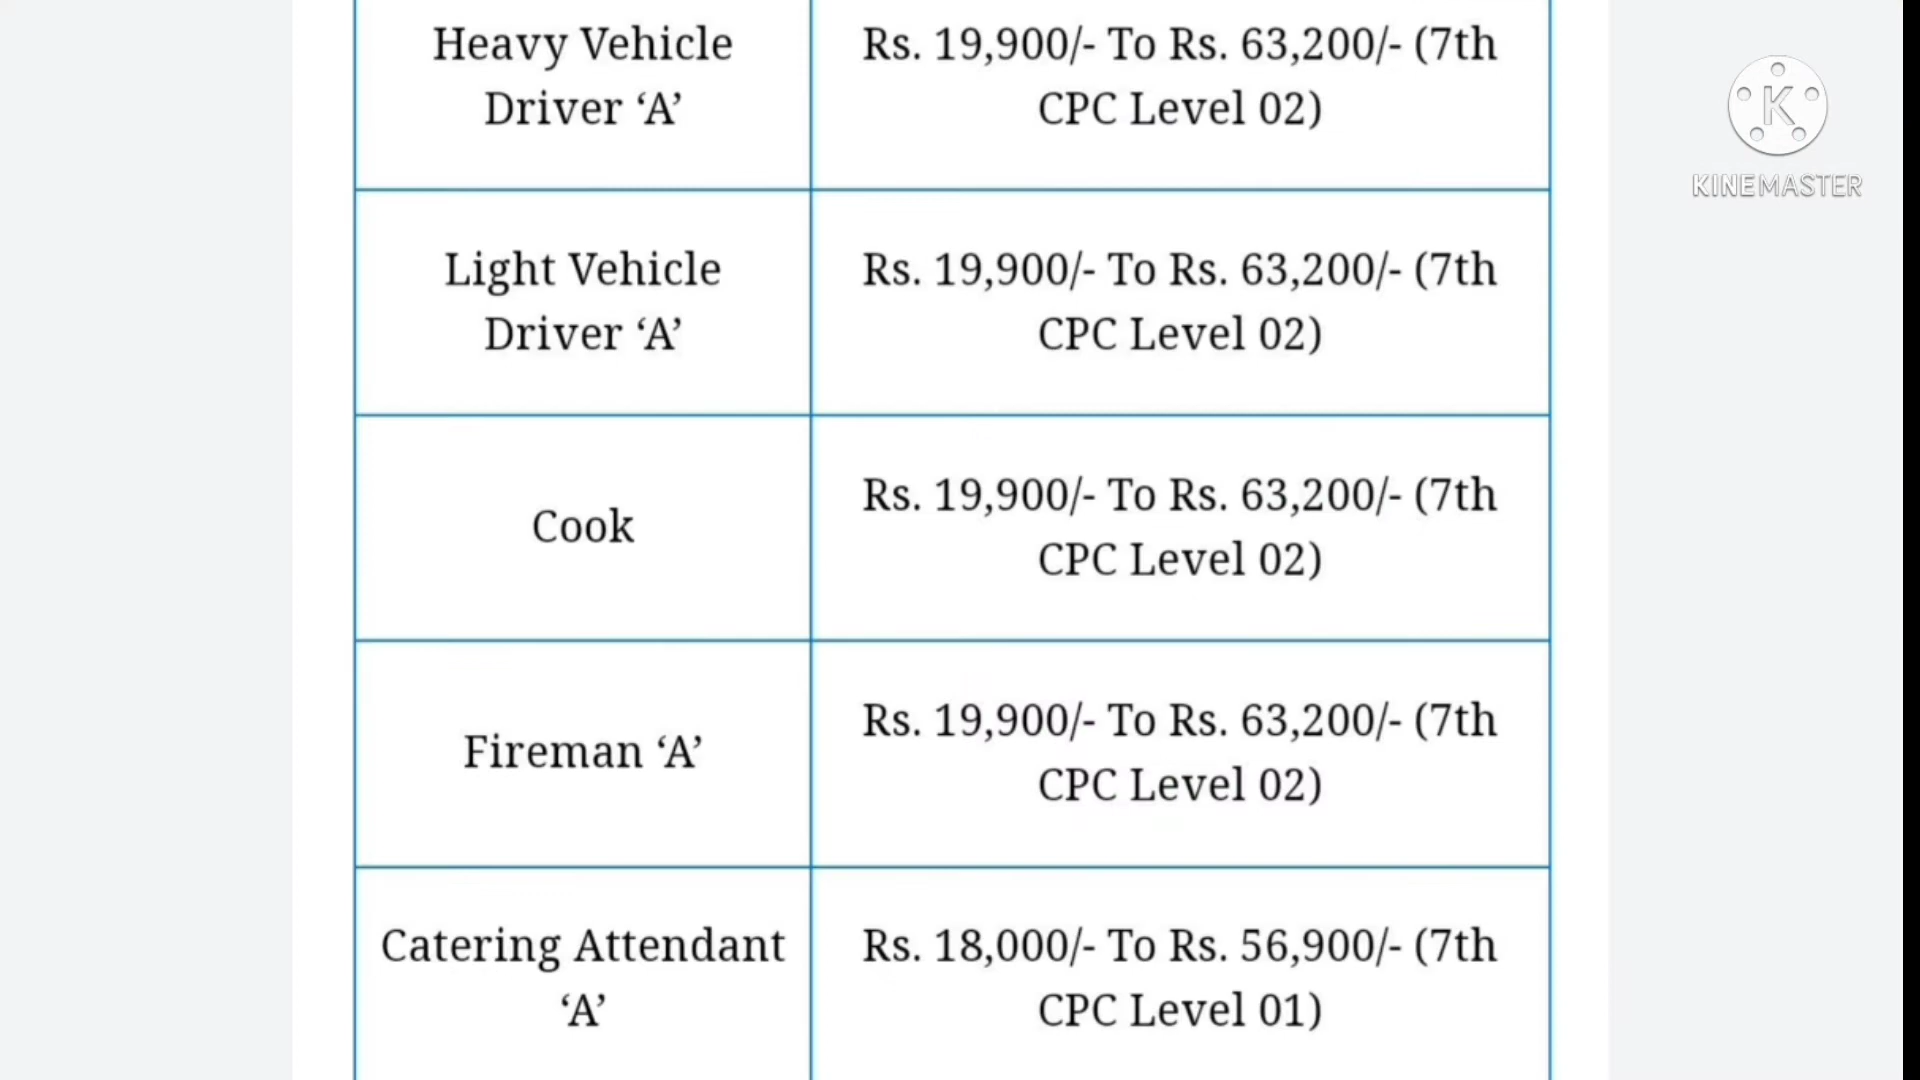 Heavy Vehicle
Driver ‘A’
Rs. 19,900/- To Rs. 63,200/- (7th
CPC Level 02)
Light Vehicle
Driver ‘A’
Rs. 19,900/- To Rs. 63,200/- (7th
CPC Level 02)
Cook
Rs. 19,900/- To Rs. 63,200/- (7th
CPC Level 02)
Fireman ‘A’
Rs. 19,900/- To Rs. 63,200/- (7th
CPC Level 02)
Catering Attendant
‘A’
Rs. 18,000/- To Rs. 56,900/- (7th
CPC Level 01)
K
KINEMASTER